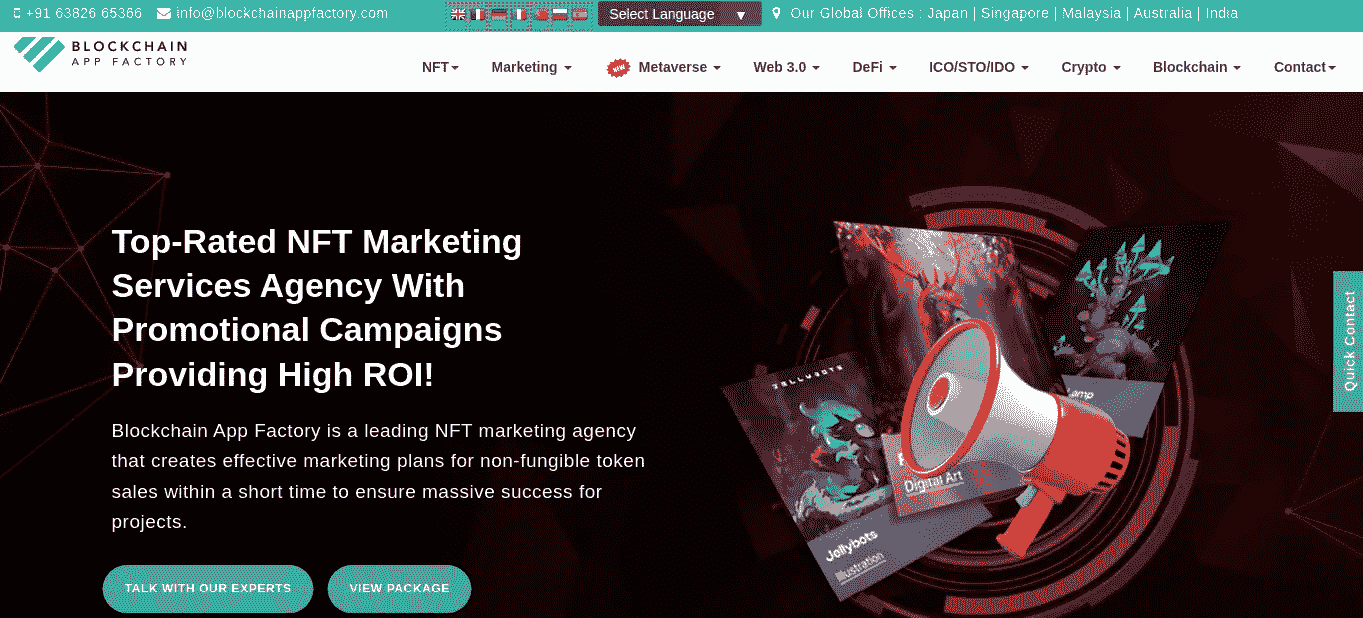 +91 63826 65366 info@blockchainappfactory.com Select Language ▼ Our Global Offices : Japan | Singapore | Malaysia | Australia | India
BLOCKCHAIN
APP FACTORY
NFT Marketing NEW Metaverse Web 3.0 DeFi ICO/STO/IDO Crypto Blockchain Contact
Top-Rated NFT Marketing
Services Agency With
Promotional Campaigns
Providing High ROI!
Blockchain App Factory is a leading NFT marketing agency
that creates effective marketing plans for non-fungible token
sales within a short time to ensure massive success for
projects.
TALK WITH OUR EXPERTS VIEW PACKAGE
JELLYBOTS
Digital Art
Jellybots
Illustration
Quick Contact